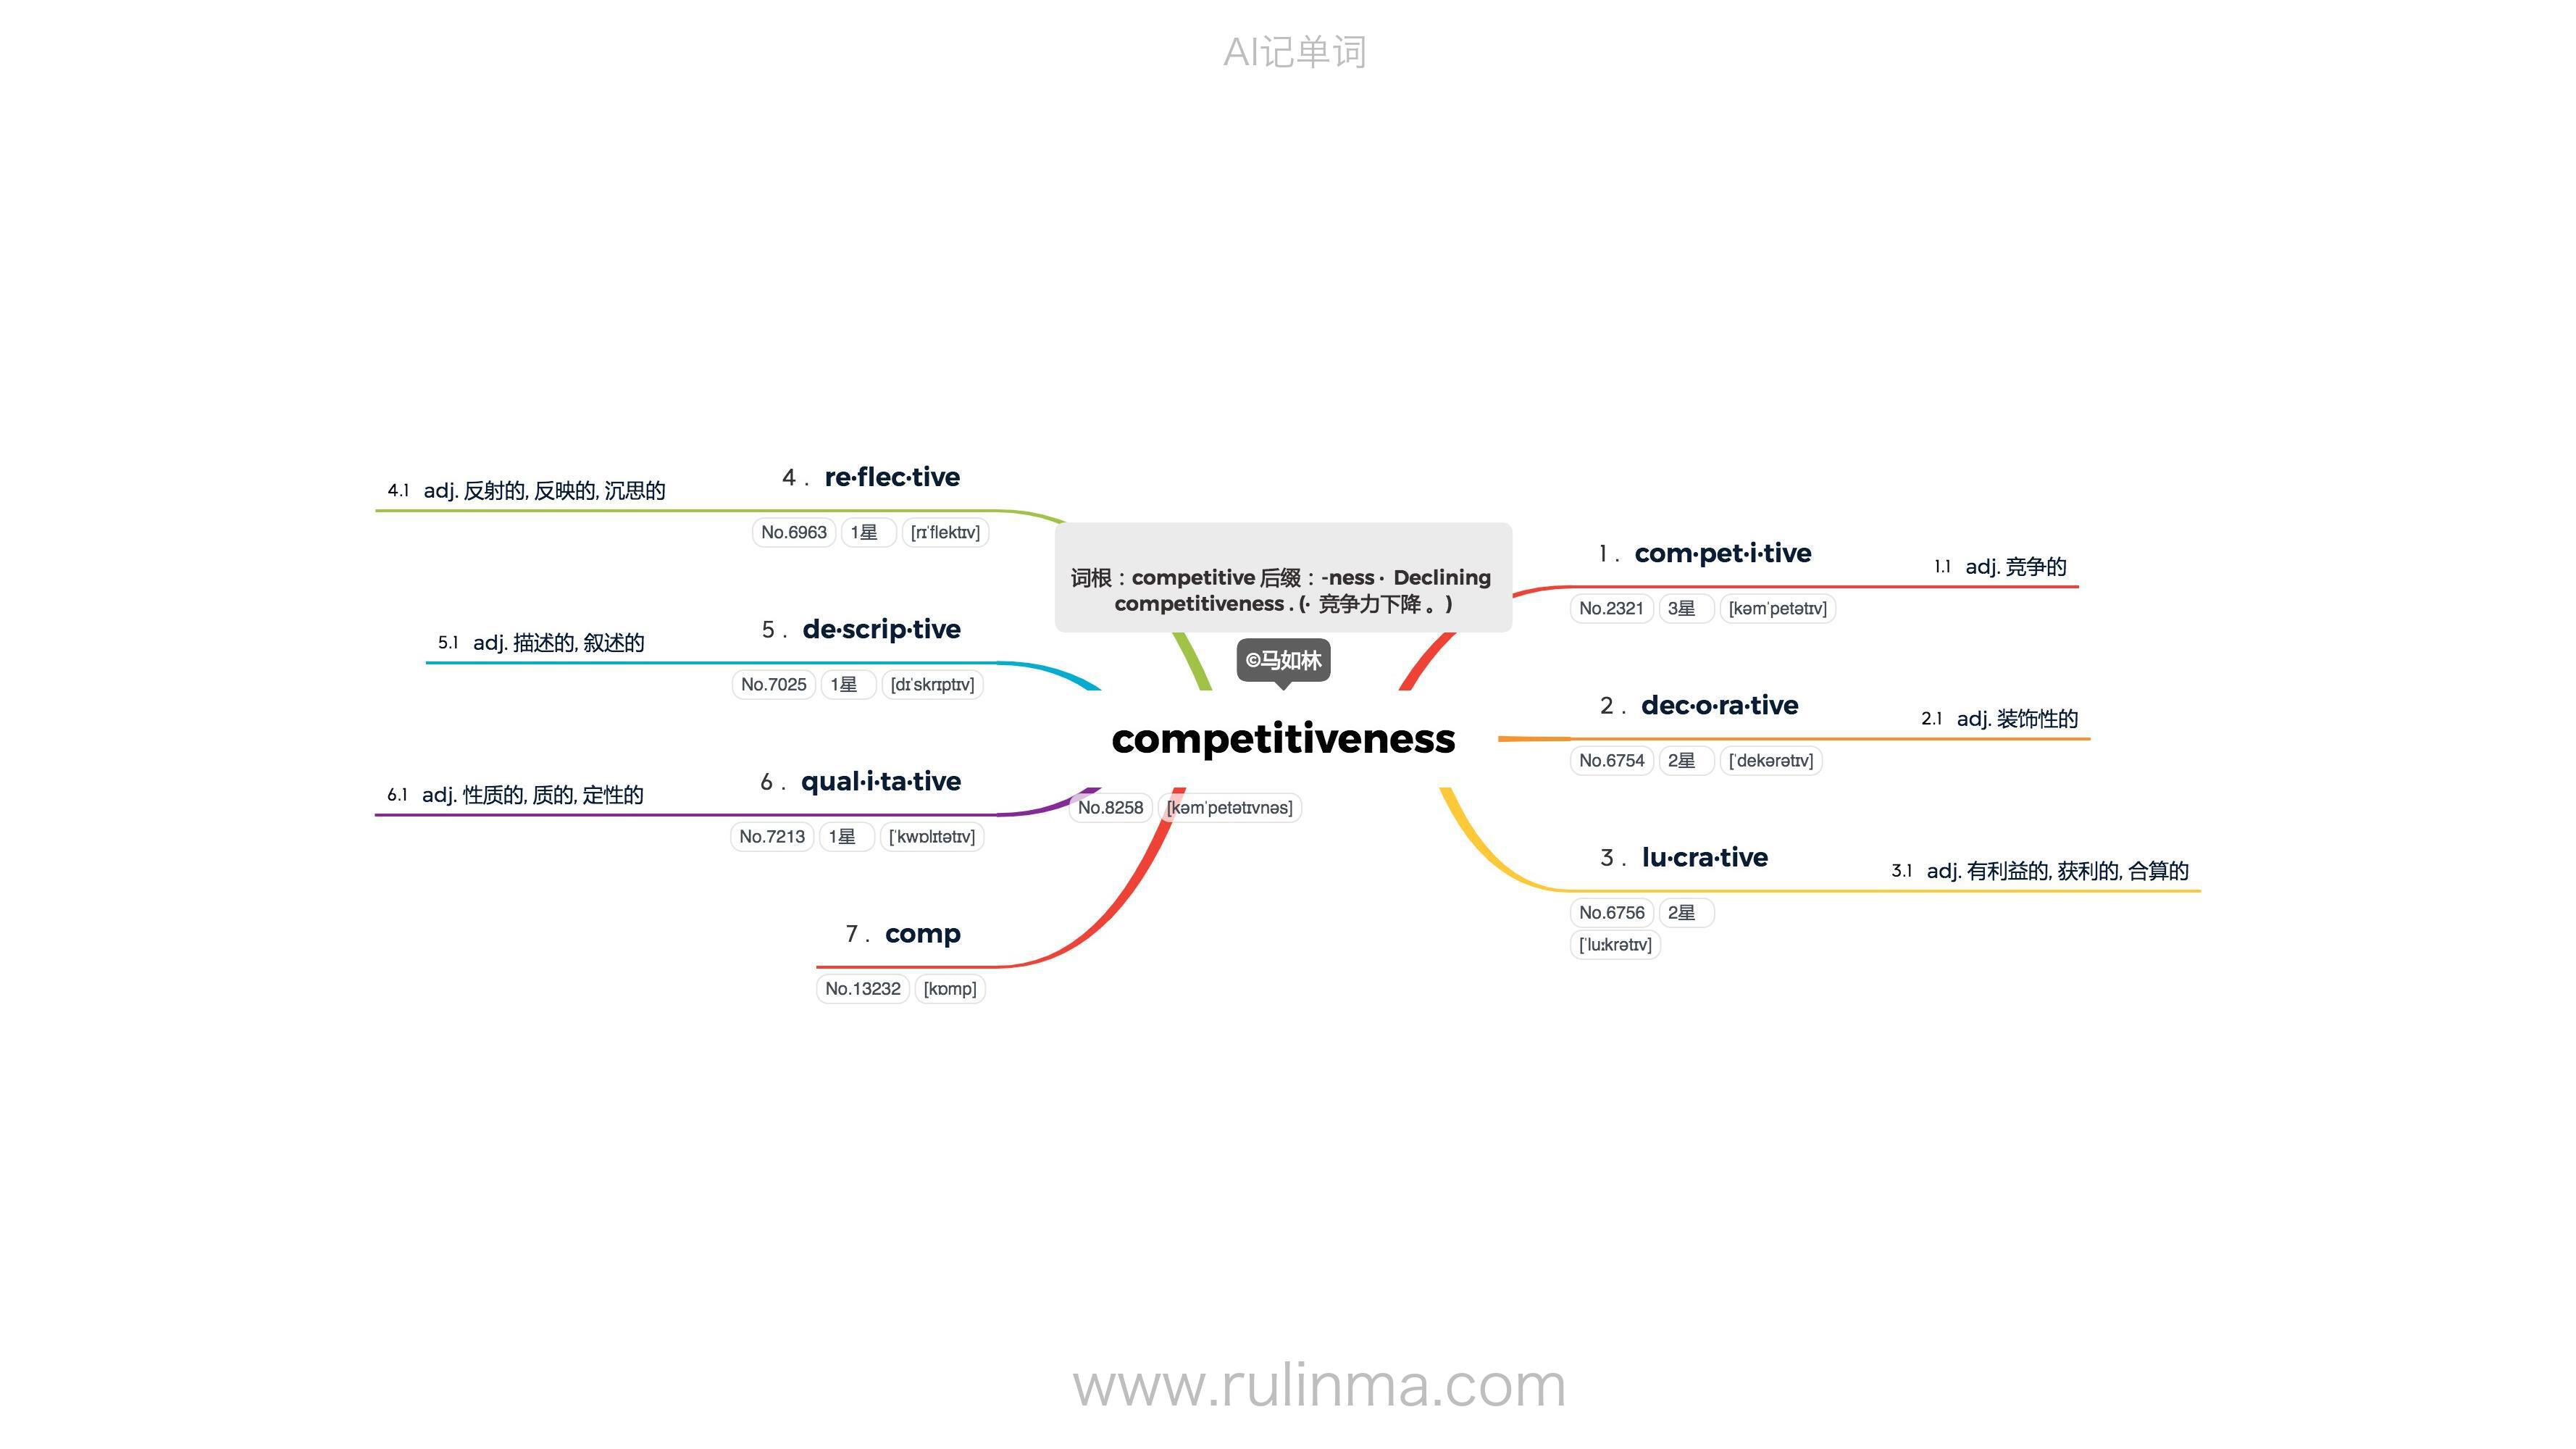 AI记单词
4 . re·flec·tive
4.1 adj. 反射的, 反映的, 沉思的
No.6963 1星 [rɪˈflektɪv]
5 . de·scrip·tive
5.1 adj. 描述的, 叙述的
No.7025 1星 [dɪˈskrɪptɪv]
6 . qual·i·ta·tive
6.1 adj. 性质的, 质的, 定性的
No.7213 1星 [ˈkwɒlɪtətɪv]
7 . comp
No.13232 [kɒmp]
词根：competitive 后缀：-ness · Declining
competitiveness . (· 竞争力下降 。)
©马如林
competitiveness
No.8258 [kəmˈpetətɪvnəs]
1 . com·pet·i·tive
1.1 adj. 竞争的
No.2321 3星 [kəmˈpetətɪv]
2 . dec·o·ra·tive
2.1 adj. 装饰性的
No.6754 2星 [ˈdekərətɪv]
3 . lu·cra·tive
3.1 adj. 有利益的, 获利的, 合算的
No.6756 2星
[ˈluːkrətɪv]
www.rulinma.com